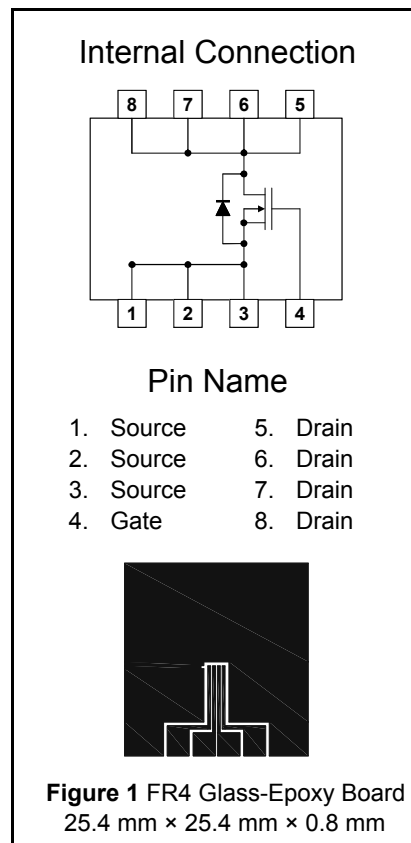 Internal Connection
8 7 6 5
1 2 3 4
Pin Name
1. Source 5. Drain
2. Source 6. Drain
3. Source 7. Drain
4. Gate 8. Drain
Figure 1 FR4 Glass-Epoxy Board
25.4 mm × 25.4 mm × 0.8 mm